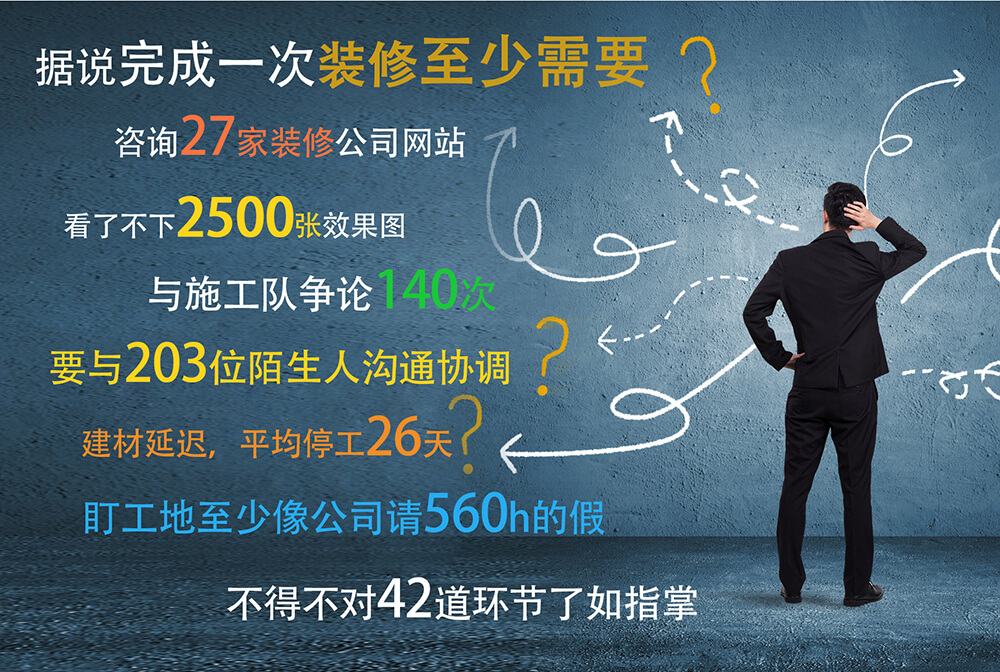 据说完成一次装修至少需要？
咨询27家装修公司网站
看了不下2500张效果图
与施工队争论140次
要与203位陌生人沟通协调？
建材延迟，平均停工26天？
盯工地至少像公司请560h的假
不得不对42道环节了如指掌